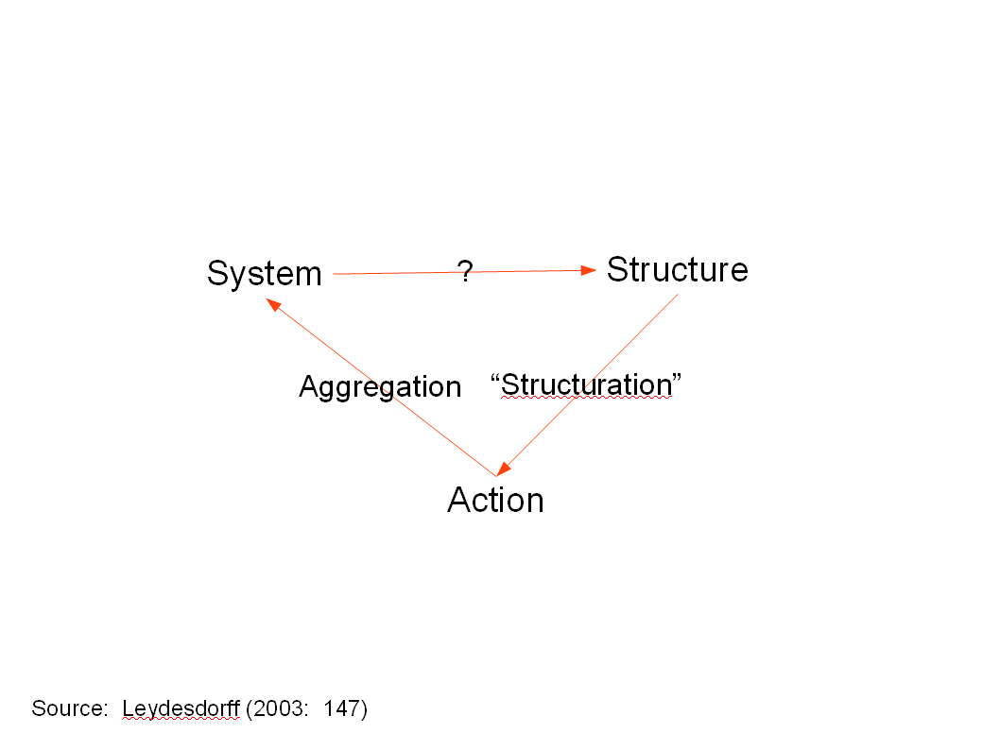 System
?
Structure
Aggregation
“Structuration”
Action
Source:  Leydesdorff (2003:  147)